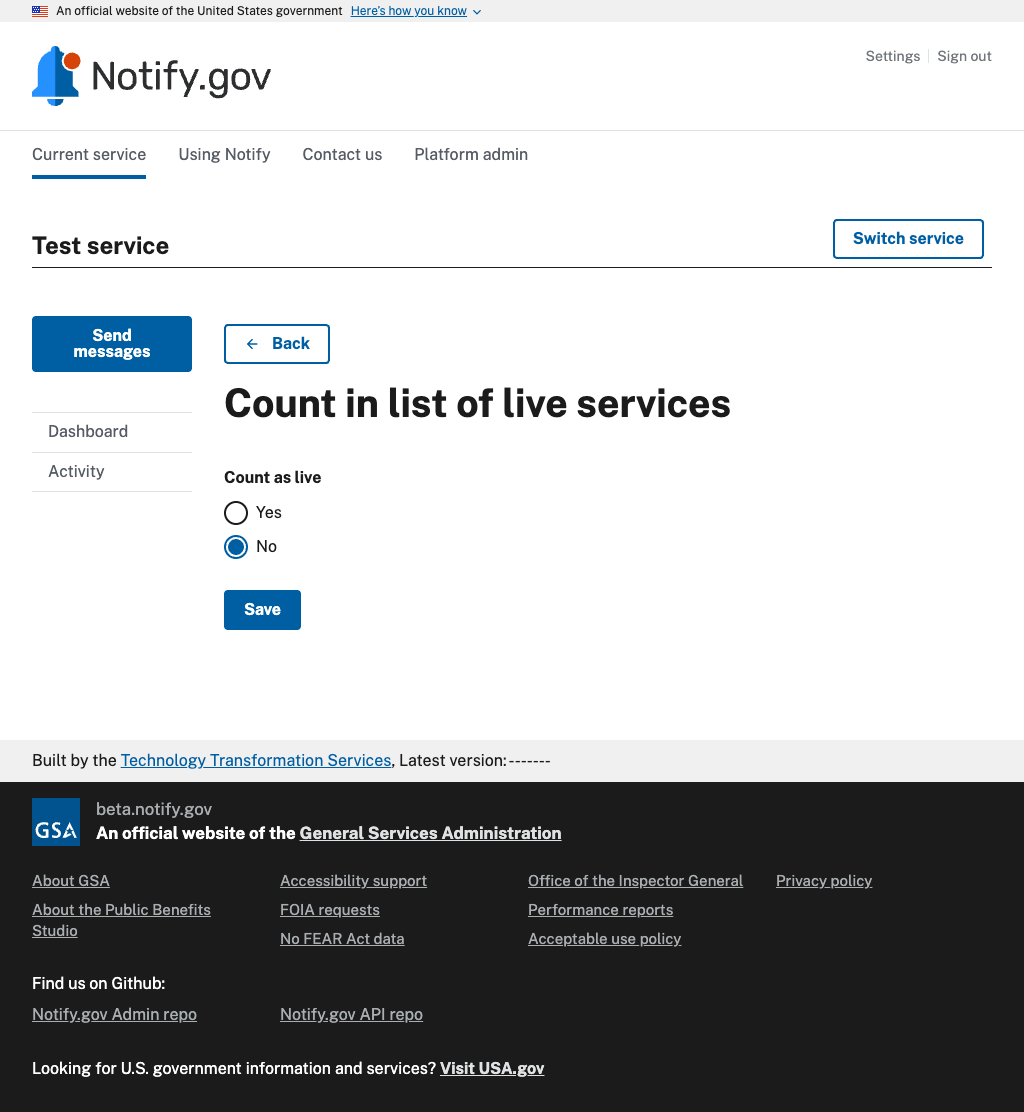 An official website of the United States government Here's how you know
Notify.gov
Settings Sign out
Current service Using Notify Contact us Platform admin
Test service
Switch service
Send
messages
Dashboard
Activity
Back
Count in list of live services
Count as live
Yes
No
Save
Built by the Technology Transformation Services, Latest version:-------
GSA
beta.notify.gov
An official website of the General Services Administration
About GSA
About the Public Benefits
Studio
Accessibility support
FOIA requests
No FEAR Act data
Office of the Inspector General
Performance reports
Acceptable use policy
Privacy policy
Find us on Github:
Notify.gov Admin repo Notify.gov API repo
Looking for U.S. government information and services? Visit USA.gov